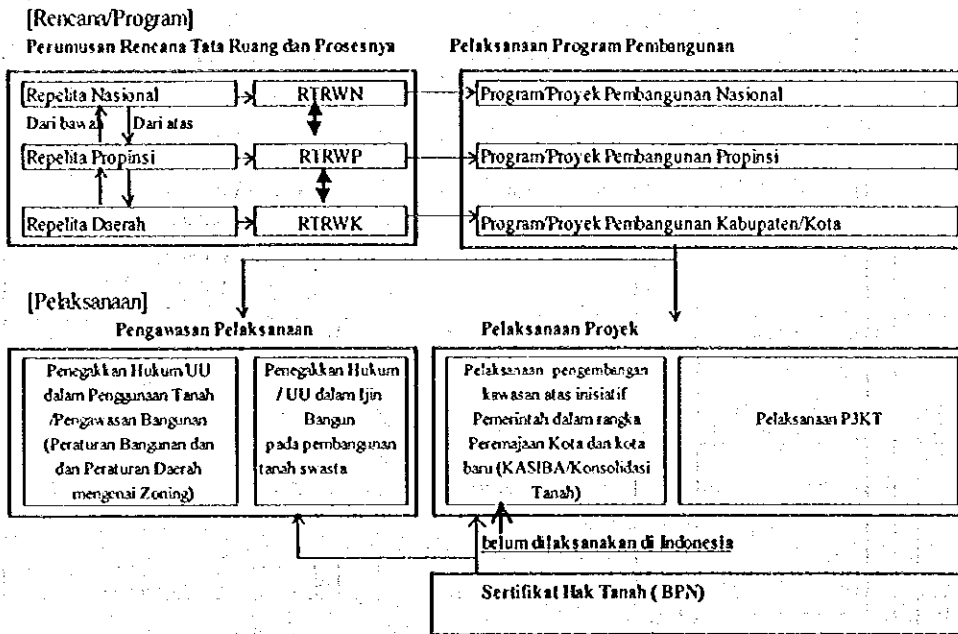 [Rencana/Program]
Perumusan Rencana Tata Ruang dan Prosesnya
Pelaksanaan Program Pembangunan
Repelita Nasional
RTRWN
Program/Proyek Pembangunan Nasional
Dari bawah
Dari atas
Repelita Propinsi
RTRWP
Program/Proyek Pembangunan Propinsi
Repelita Daerah
RTRWK
Program/Proyek Pembangunan Kabupaten/Kota
[Pelaksanaan]
Pengawasan Pelaksanaan
Pelaksanaan Proyek
Penegakkan Hukum/UU
dalam Penggunaan Tanah
/Pengawasan Bangunan
(Peraturan Bangunan dan
dan Peraturan Daerah
mengenai Zoning)
Penegakkan Hukum
/ UU dalam Ijin
Bangun
pada pembangunan
tanah swasta
Pelaksanaan pengembangan
kawasan atas inisiatif
Pemerintah dalam rangka
Peremajaan Kota dan kota
baru (KASIBA/Konsolidasi
Tanah)
Pelaksanaan P3KT
belum dilaksanakan di Indonesia
Sertifikat Hak Tanah ( BPN)